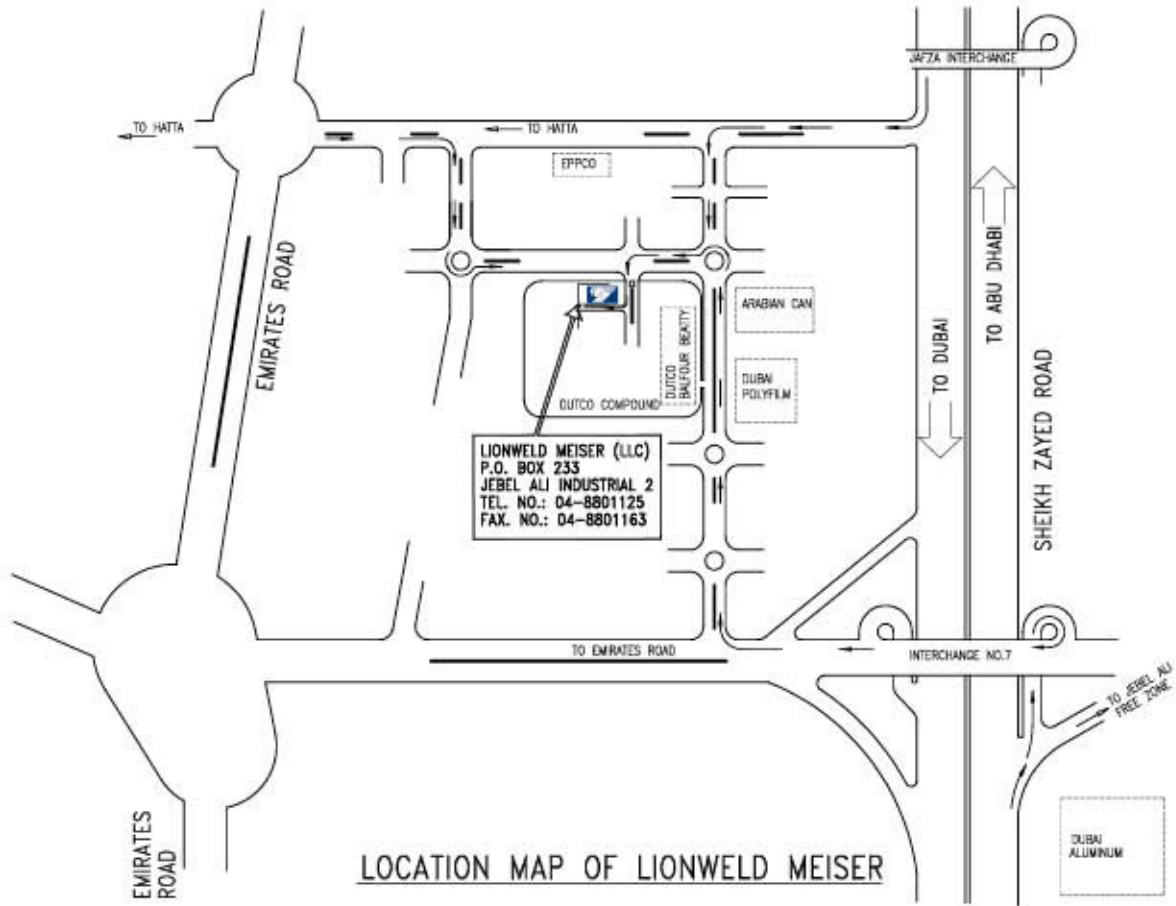 JAFZA INTERCHANGE
TO HATTA
TO HATTA
EPPCO
EMIRATES ROAD
ARABIAN CAN
DUTCO
BALFOUR BEATTY
DUBAI
POLYFILM
DUTCO COMPOUND
TO DUBAI
TO ABU DHABI
SHEIKH ZAYED ROAD
LIONWELD MEISER (LLC)
P.O. BOX 233
JEBEL ALI INDUSTRIAL 2
TEL. NO.: 04-8801125
FAX. NO.: 04-8801163
TO EMIRATES ROAD
INTERCHANGE NO.7
TO JEBEL ALI
FREE ZONE
EMIRATES
ROAD
DUBAI
ALUMINUM
LOCATION MAP OF LIONWELD MEISER